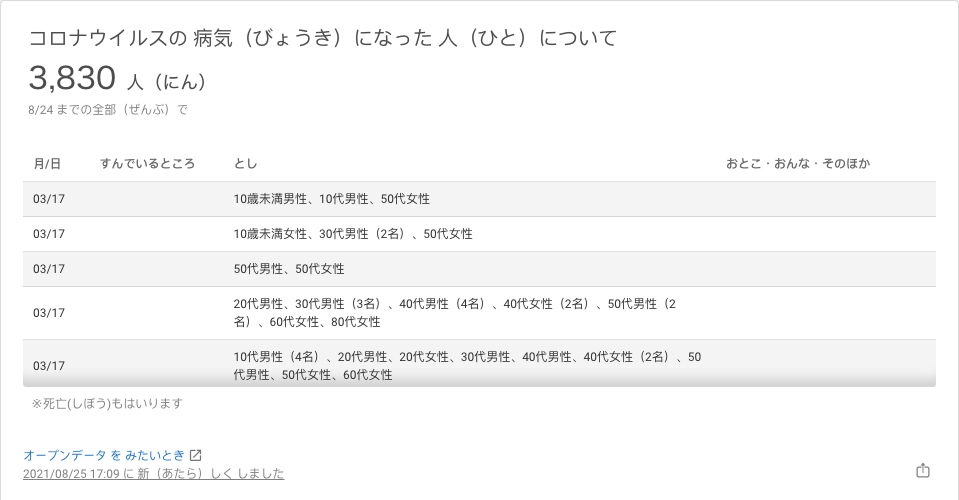 コロナウイルスの 病気（びょうき）になった 人（ひと）について
3,830 人（にん）
8/24 までの全部（ぜんぶ）で
月/日 すんでいるところ とし おとこ・おんな・そのほか
03/17 10歳未満男性、10代男性、50代女性
03/17 10歳未満女性、30代男性（2名）、50代女性
03/17 50代男性、50代女性
03/17 20代男性、30代男性（3名）、40代男性（4名）、40代女性（2名）、50代男性（2
名）、60代女性、80代女性
03/17 10代男性（4名）、20代男性、20代女性、30代男性、40代男性、40代女性（2名）、50
代男性、50代女性、60代女性
※死亡(しぼう)もはいります
オープンデータ を みたいとき
2021/08/25 17:09 に 新（あたら）しく しました